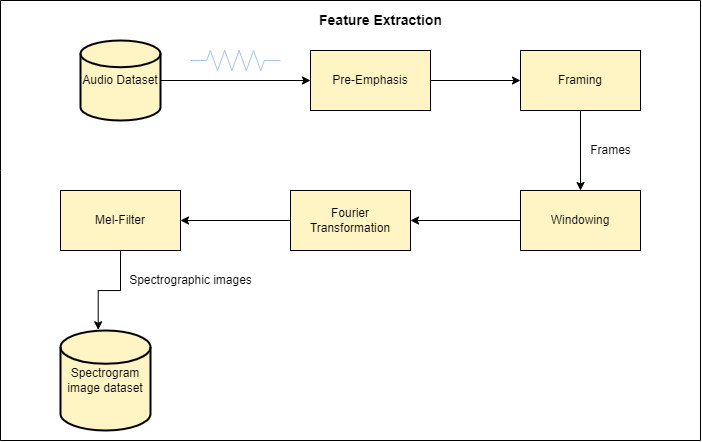 Feature Extraction
Audio Dataset
Pre-Emphasis
Framing
Frames
Windowing
Fourier
Transformation
Mel-Filter
Spectrographic images
Spectrogram
image dataset